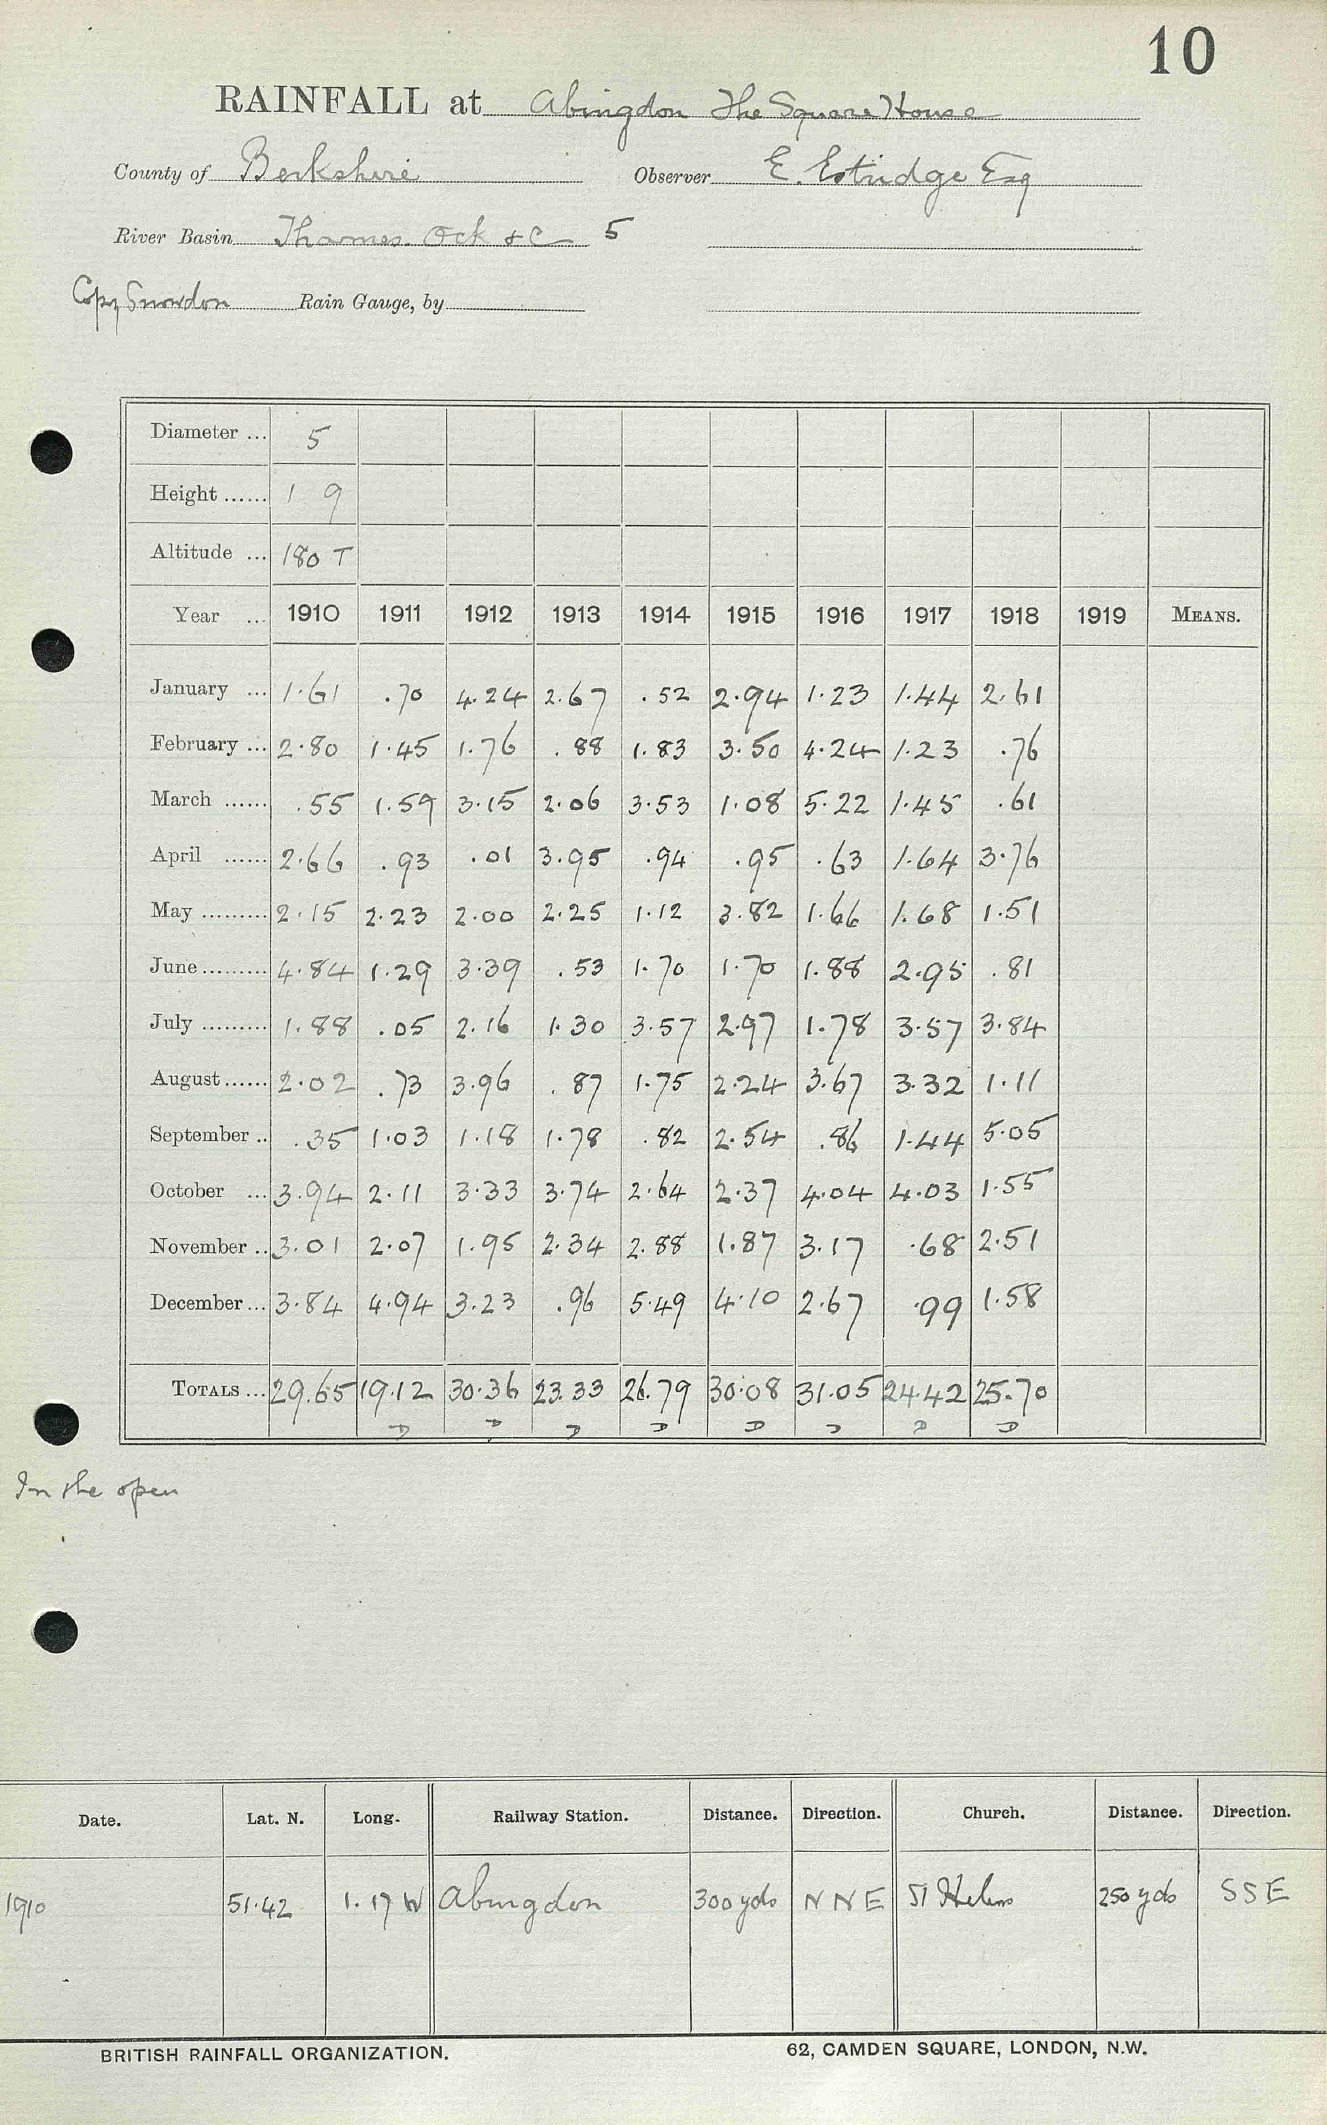 10
RAINFALL at Abingdon The Square House
County of Berkshire Observer E. Estridge Esq
River Basin Thames. Ock &c 5
Copy Snowdon Rain Gauge, by
Diameter ... 5
Height ...... 1 9
Altitude ... 180 T
Year ... 1910 1911 1912 1913 1914 1915 1916 1917 1918 1919 MEANS.
January ... 1.61 .70 4.24 2.67 .52 2.94 1.23 1.44 2.61
February ... 2.80 1.45 1.76 .88 1.83 3.50 4.24 1.23 .76
March ...... .55 1.59 3.15 2.06 3.53 1.08 5.22 1.45 .61
April ...... 2.66 .93 .01 3.95 .94 .95 .63 1.64 3.76
May ......... 2.15 2.23 2.00 2.25 1.12 3.82 1.66 1.68 1.51
June ......... 4.84 1.29 3.39 .53 1.70 1.70 1.88 2.95 .81
July ......... 1.88 .05 2.16 1.30 3.57 2.97 1.78 3.57 3.84
August ...... 2.02 .73 3.96 .87 1.75 2.24 3.67 3.32 1.11
September .. .35 1.03 1.18 1.78 .82 2.54 .86 1.44 5.05
October ... 3.94 2.11 3.33 3.74 2.64 2.37 4.04 4.03 1.55
November .. 3.01 2.07 1.95 2.34 2.88 1.87 3.17 .68 2.51
December ... 3.84 4.94 3.23 .96 5.49 4.10 2.67 .99 1.58
TOTALS ... 29.65 19.12 30.36 23.33 26.79 30.08 31.05 24.42 25.70
D D D D D D D D
In the open
Date. Lat. N. Long. Railway Station. Distance. Direction. Church. Distance. Direction.
1910 51.42 1.17 W Abingdon 300 yds N N E St Helens 250 yds S S E
BRITISH RAINFALL ORGANIZATION. 62, CAMDEN SQUARE, LONDON, N.W.